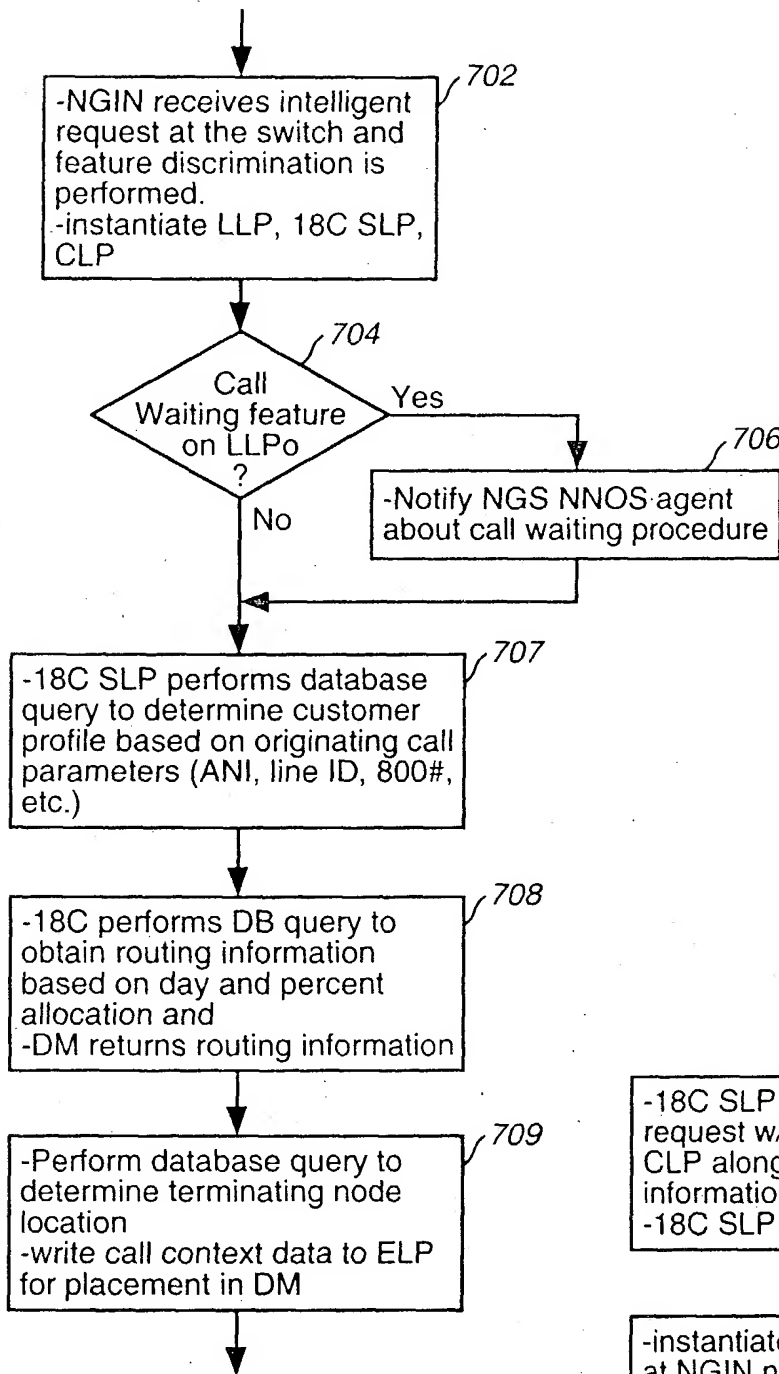 702
-NGIN receives intelligent
request at the switch and
feature discrimination is
performed.
-instantiate LLP, 18C SLP,
CLP
704
Call
Waiting feature
on LLPo
?
Yes
No
706
-Notify NGS NNOS agent
about call waiting procedure
707
-18C SLP performs database
query to determine customer
profile based on originating call
parameters (ANI, line ID, 800#,
etc.)
708
-18C performs DB query to
obtain routing information
based on day and percent
allocation and
-DM returns routing information
709
-Perform database query to
determine terminating node
location
-write call context data to ELP
for placement in DM
-18C SLP
request w/
CLP along
informatio
-18C SLP
-instantiate
at NGIN n